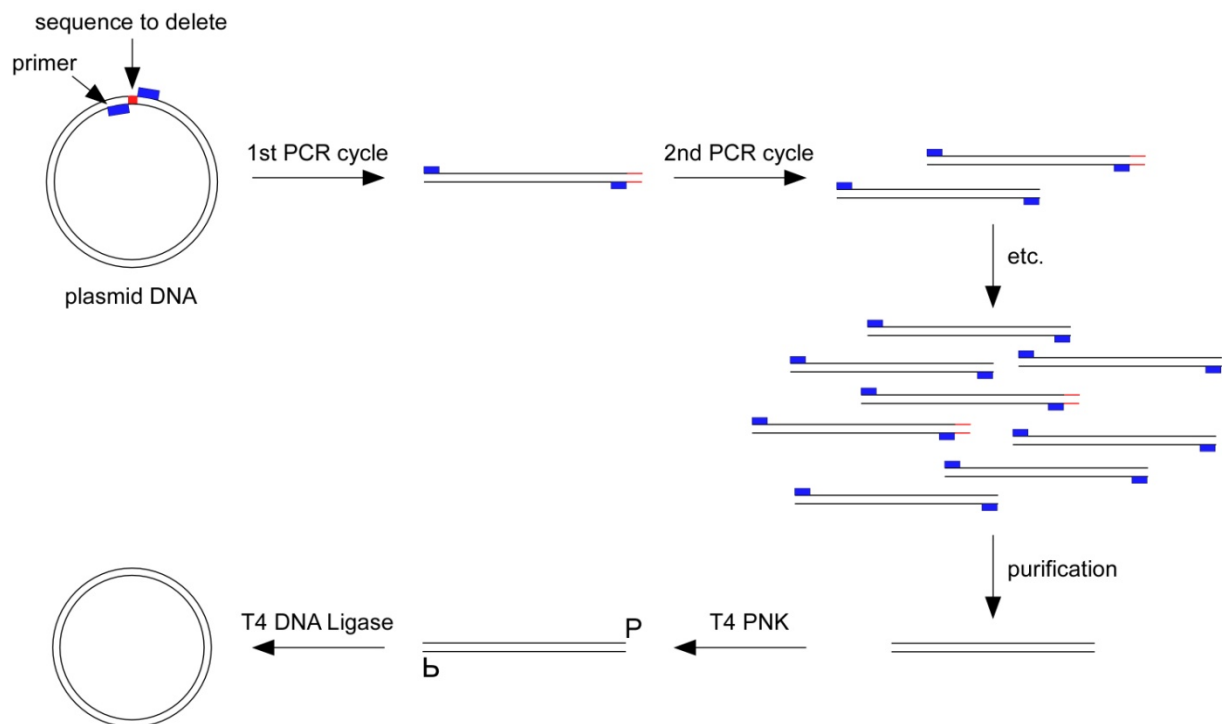 sequence to delete
primer
1st PCR cycle
2nd PCR cycle
plasmid DNA
etc.
purification
T4 PNK
P
P
T4 DNA Ligase